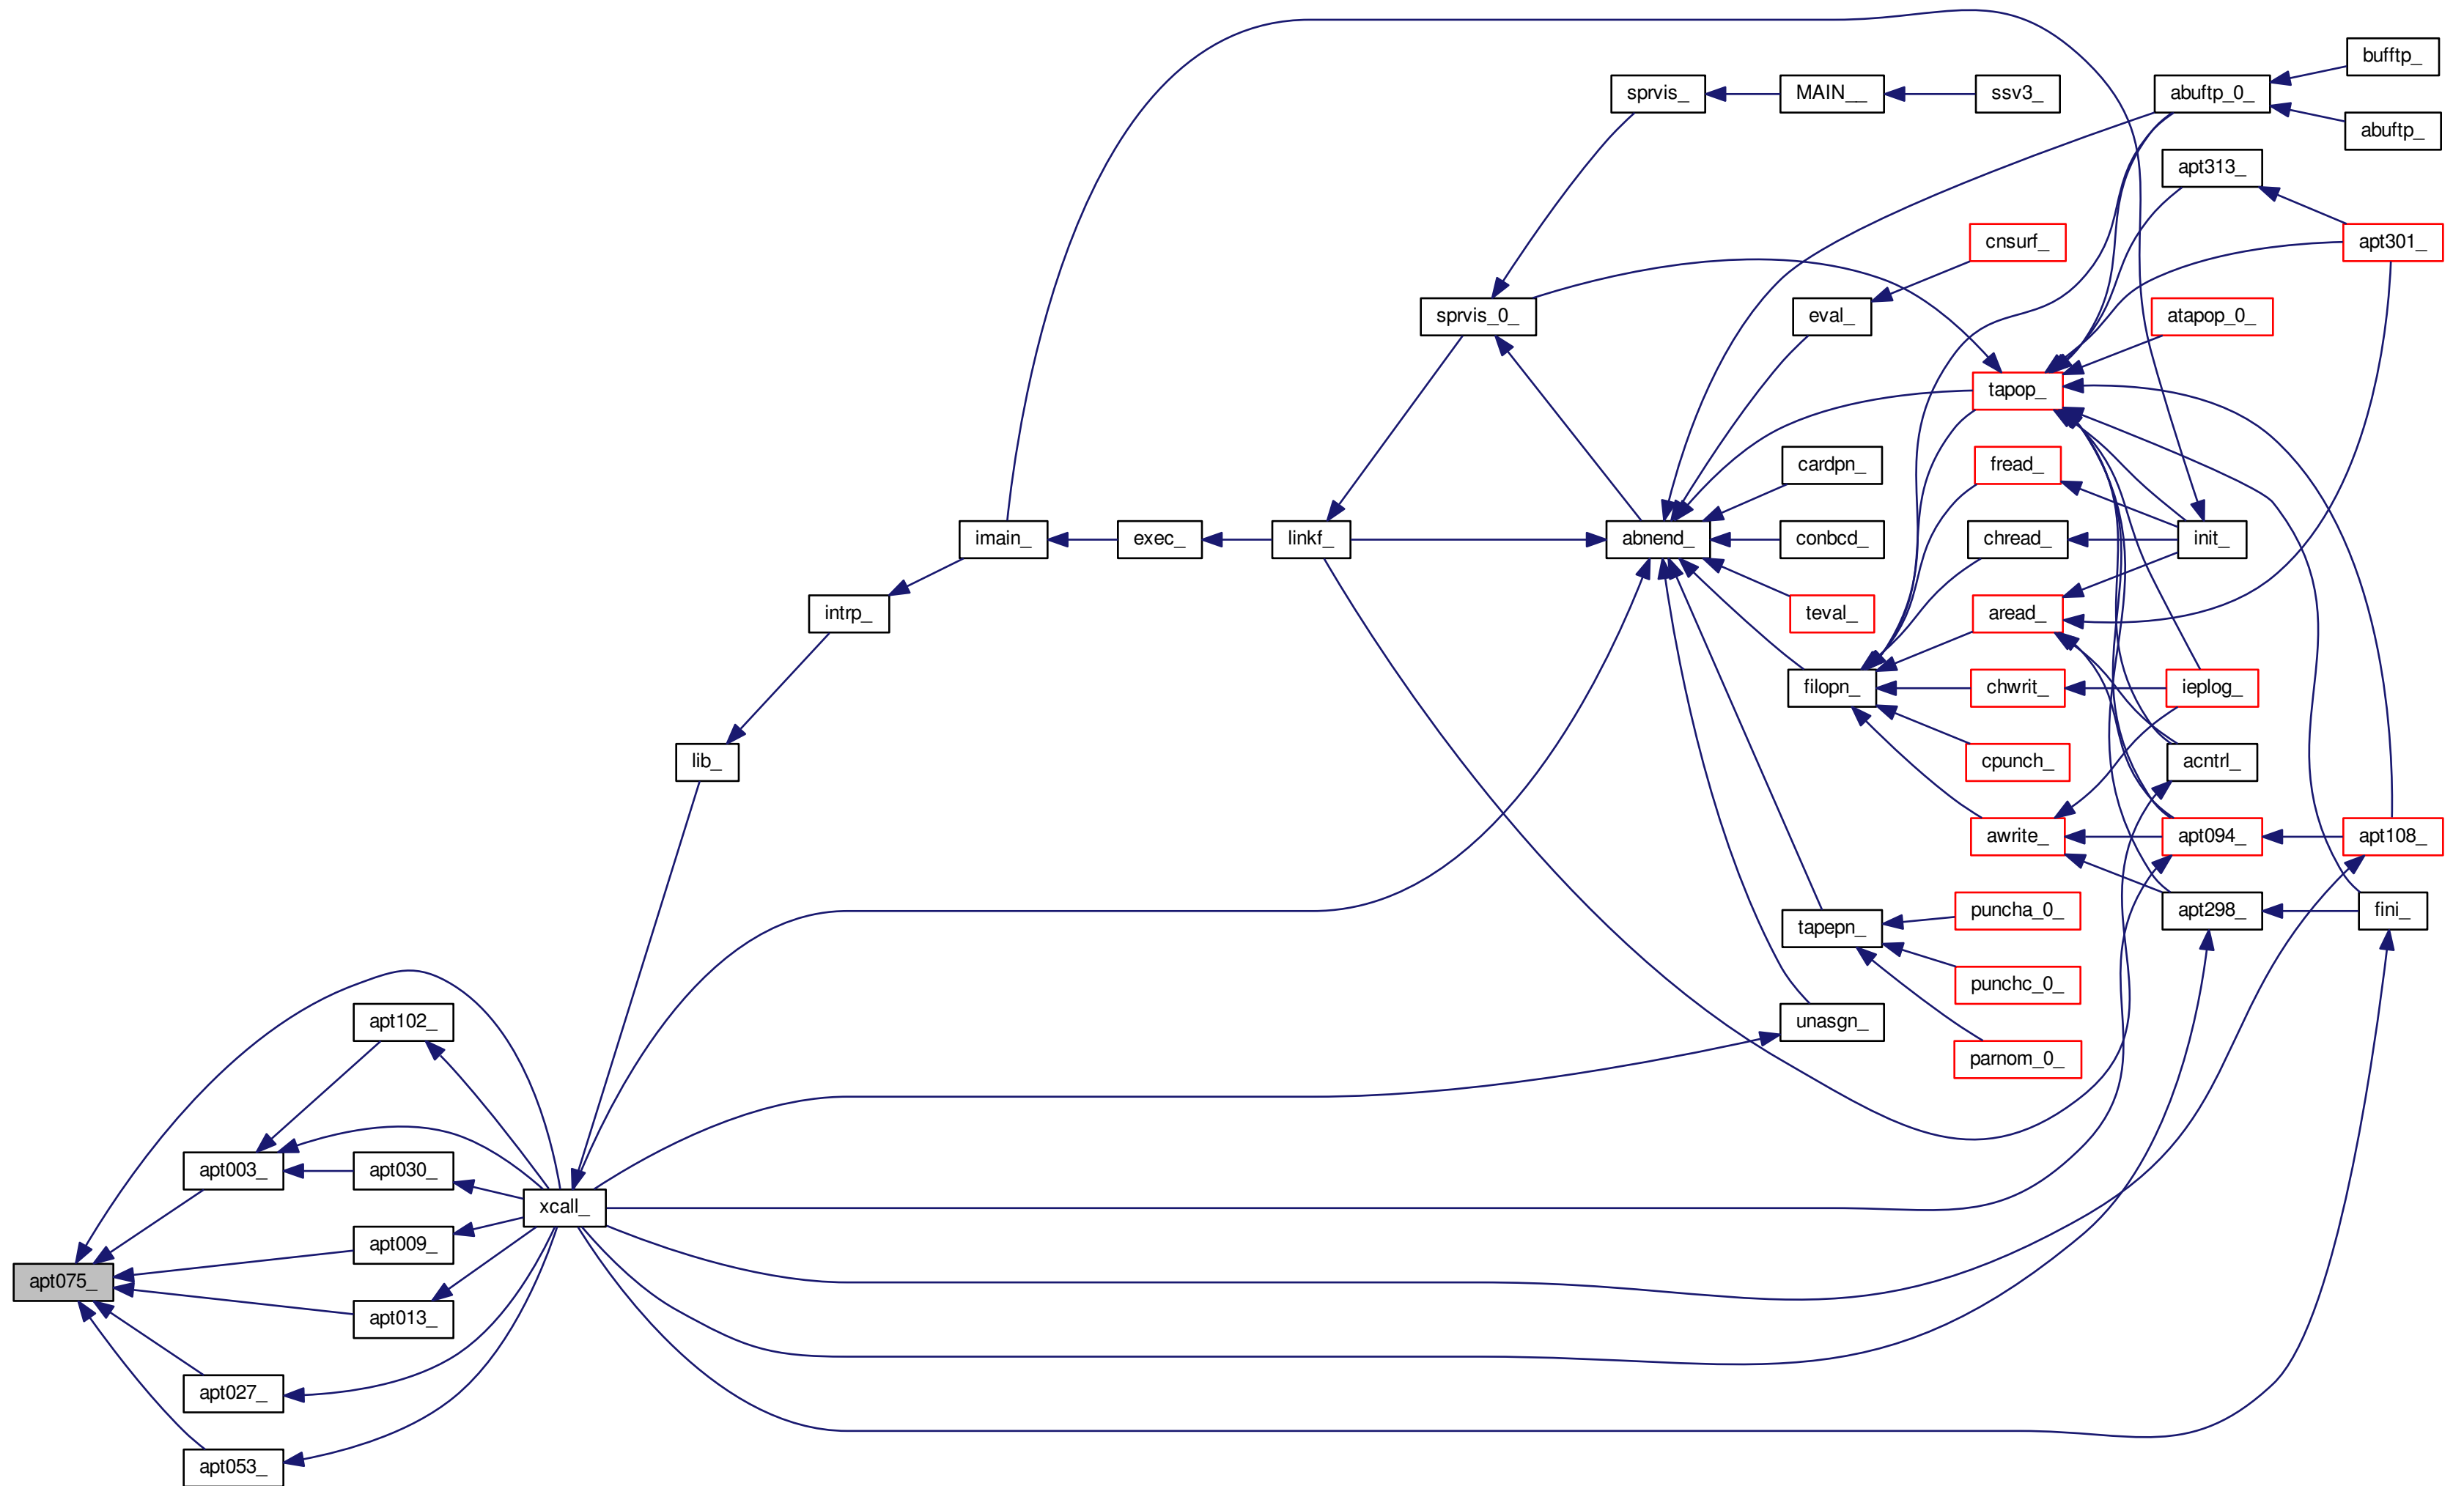 bufftp_
sprvis_
MAIN__
ssv3_
abuftp_0_
abuftp_
apt313_
cnsurf_
apt301_
sprvis_0_
eval_
atapop_0_
tapop_
cardpn_
fread_
imain_
exec_
linkf_
abnend_
conbcd_
chread_
init_
intrp_
teval_
aread_
filopn_
chwrit_
ieplog_
lib_
cpunch_
acntrl_
awrite_
apt094_
apt108_
tapepn_
puncha_0_
apt298_
fini_
punchc_0_
apt102_
unasgn_
parnom_0_
apt003_
apt030_
xcall_
apt009_
apt075_
apt013_
apt027_
apt053_